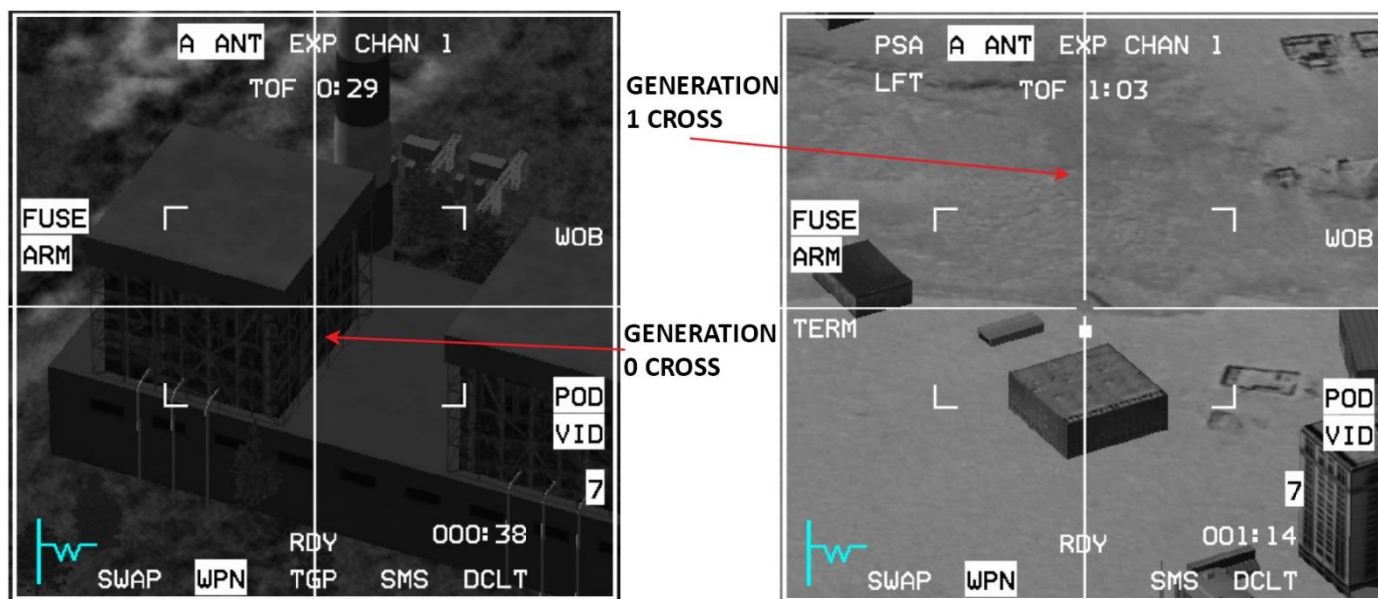 A ANT EXP CHAN 1
TOF 0:29
FUSE
ARM
WOB
POD
VID
7
000:38
RDY
SWAP WPN TGP SMS DCLT
GENERATION
1 CROSS
GENERATION
0 CROSS
PSA A ANT EXP CHAN 1
LFT TOF 1:03
FUSE
ARM
WOB
TERM
POD
VID
7
001:14
RDY
SWAP WPN SMS DCLT